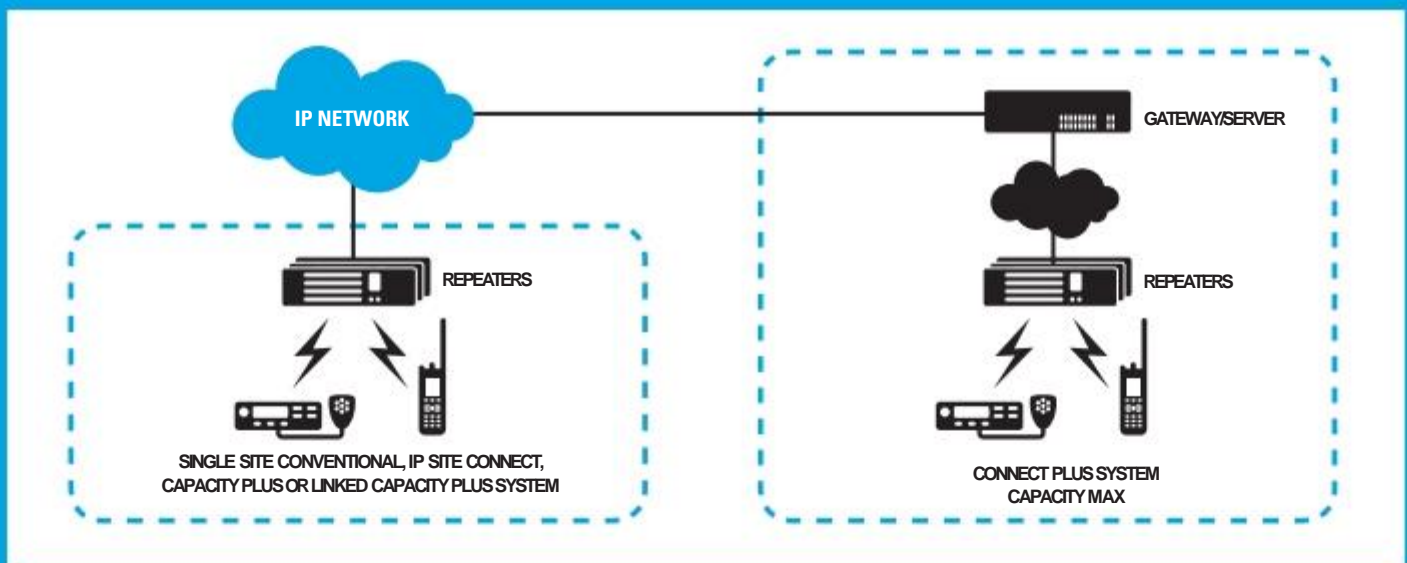 IP NETWORK
GATEWAY/SERVER
REPEATERS
REPEATERS
SINGLE SITE CONVENTIONAL, IP SITE CONNECT,
CAPACITY PLUS OR LINKED CAPACITY PLUS SYSTEM
CONNECT PLUS SYSTEM
CAPACITY MAX